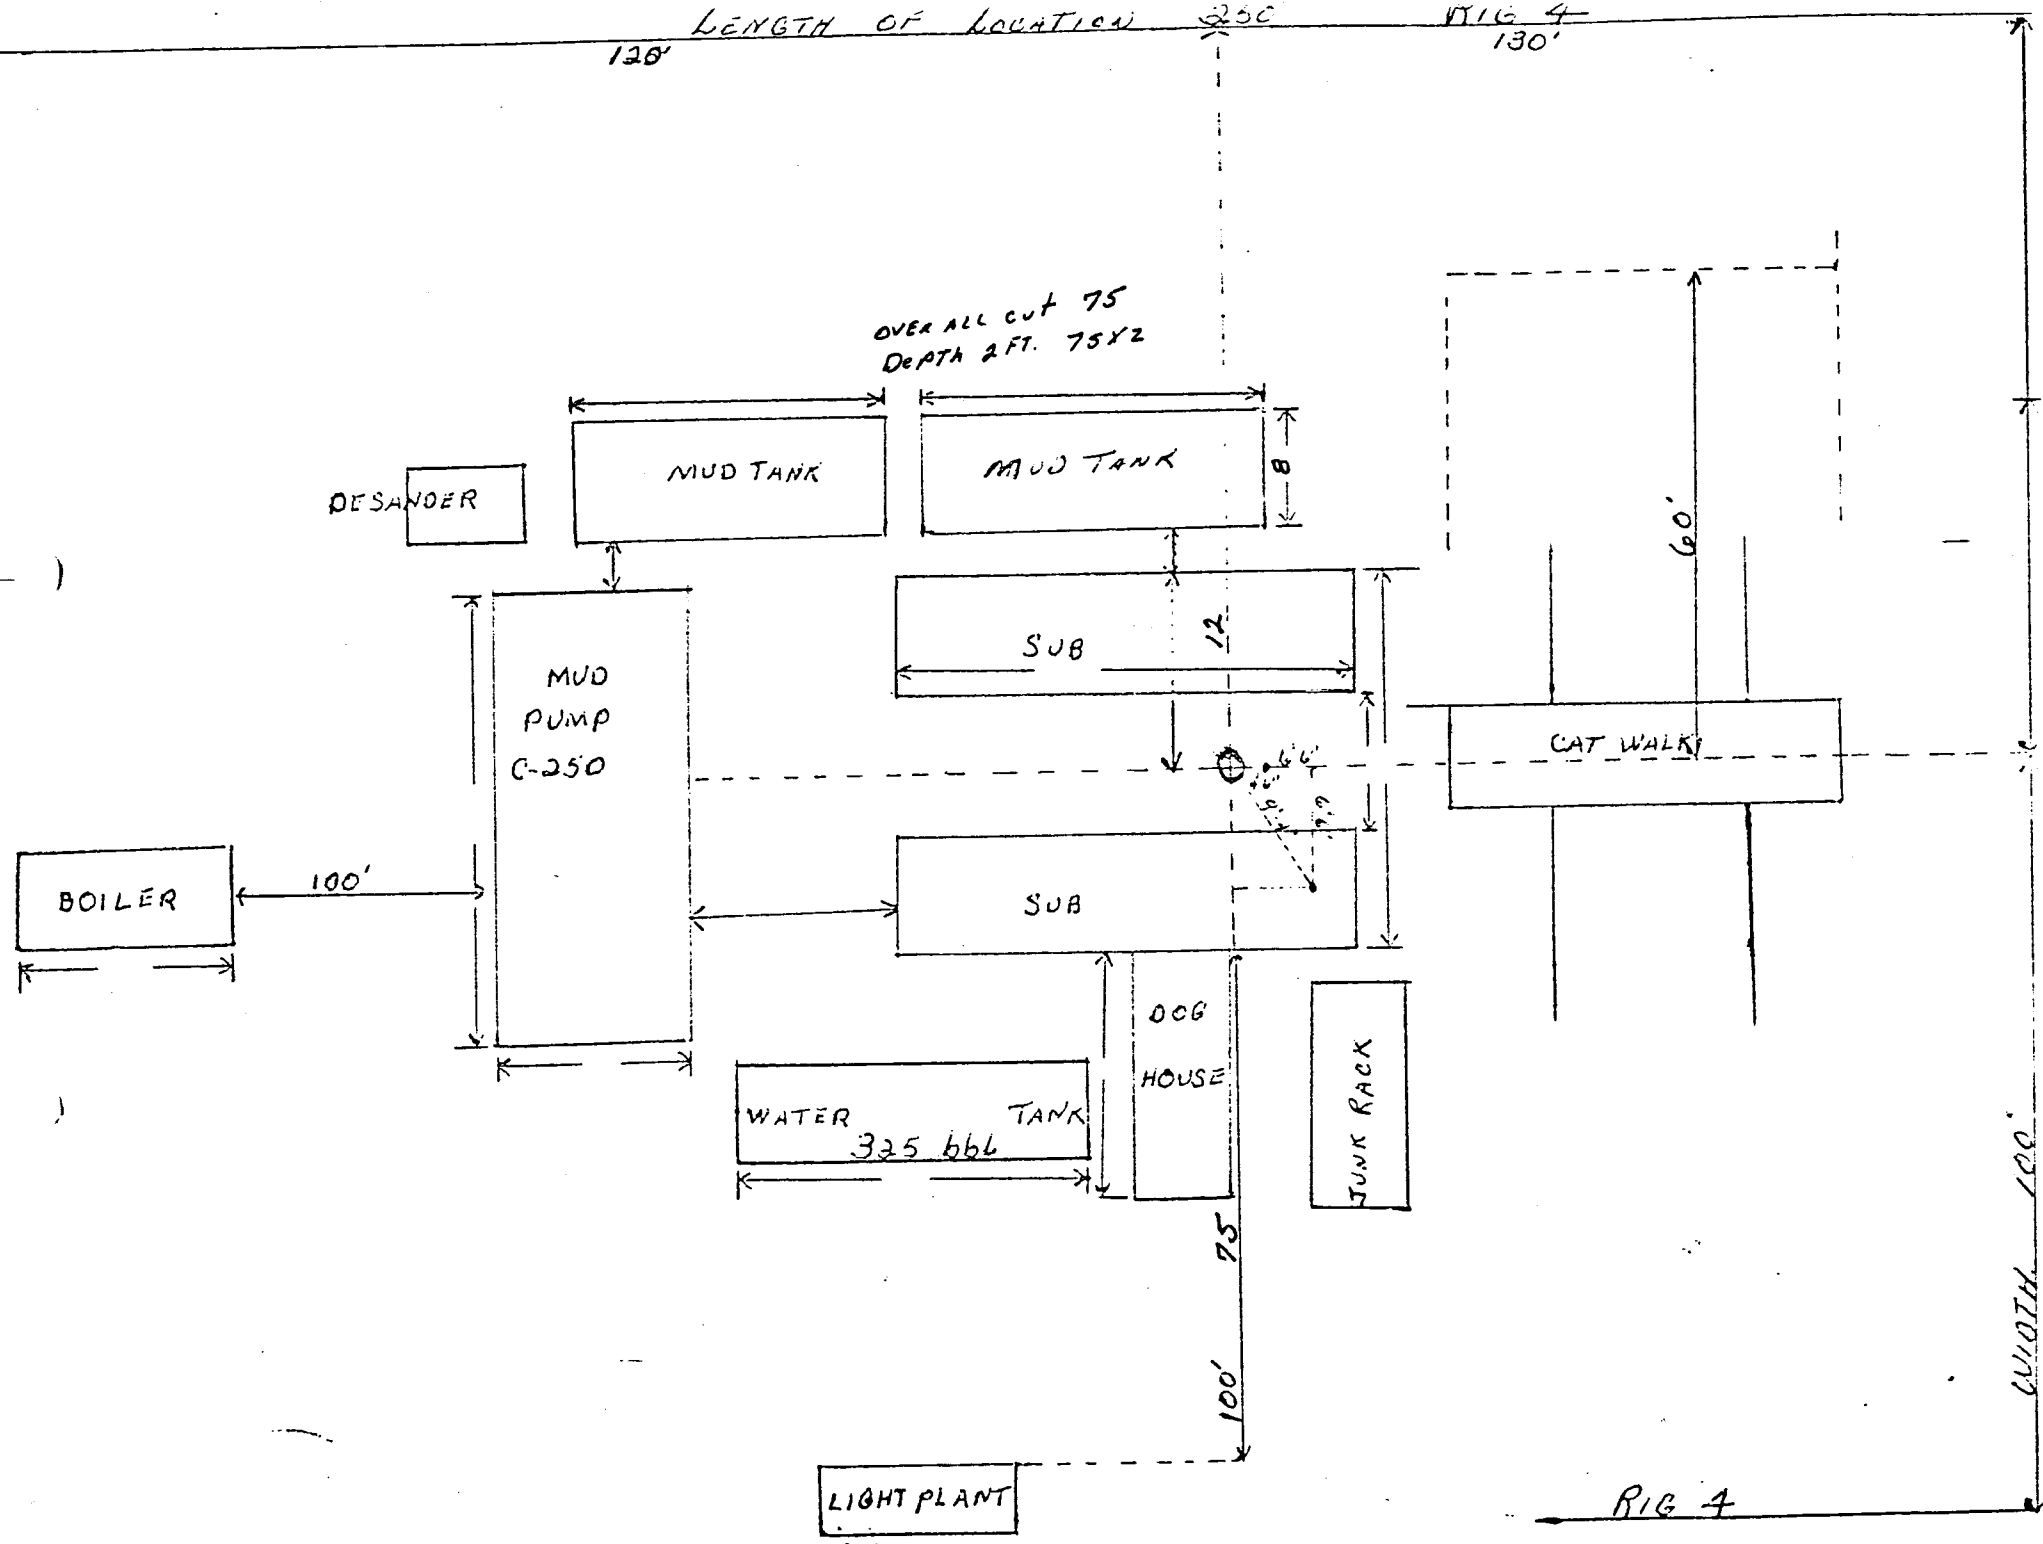 LENGTH OF LOCATION 250 RIG 4
120' 130'
OVER ALL CUT 75
DEPTH 2 FT. 75X2
MUD TANK
MUD TANK
8
DESANDER
60'
12
SUB
MUD
PUMP
C-250
CAT WALK
BOILER
100'
SUB
DOG
HOUSE
JUNK RACK
WATER TANK
325 bbl
75
100'
WIDTH 100'
LIGHT PLANT
RIG 4